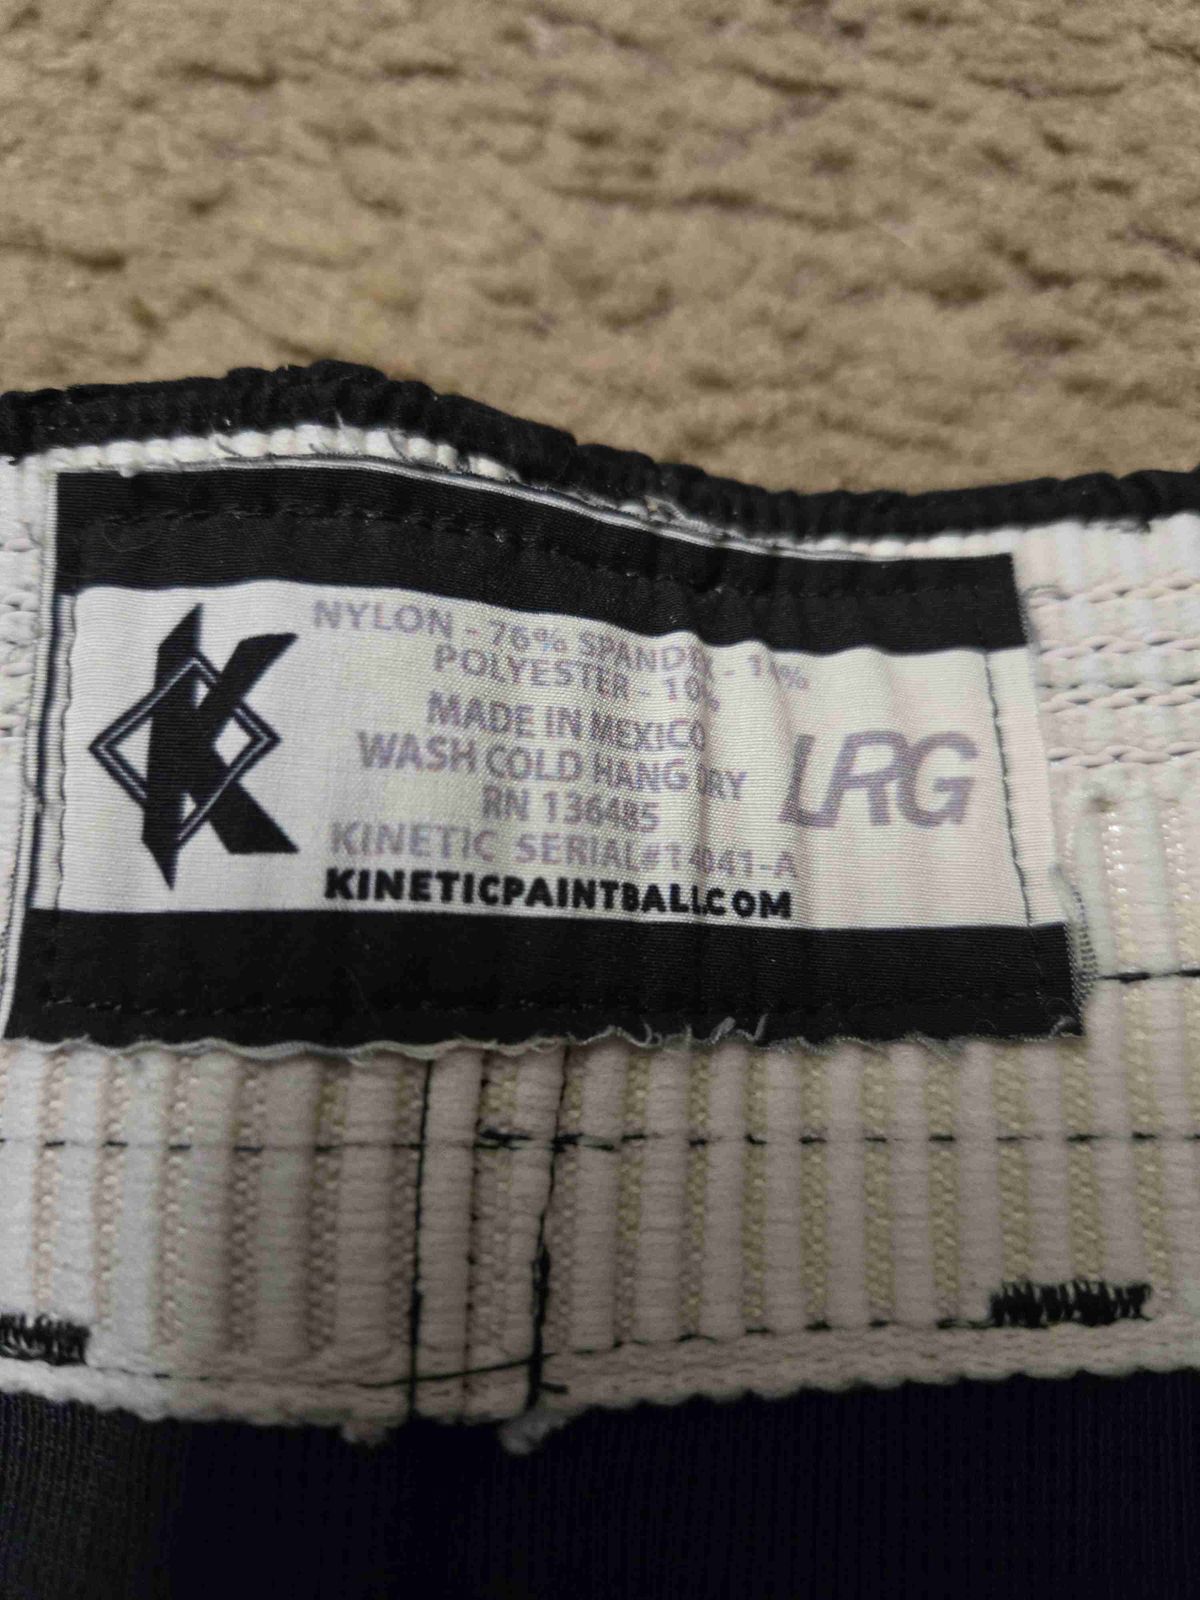 NYLON - 76% SPANDEX -
POLYESTER - 10%
MADE IN MEXICO
WASH COLD HANG DRY
RN 136485
KINETIC SERIAL#14041-A
KINETICPAINTBALL.COM
LRG
K